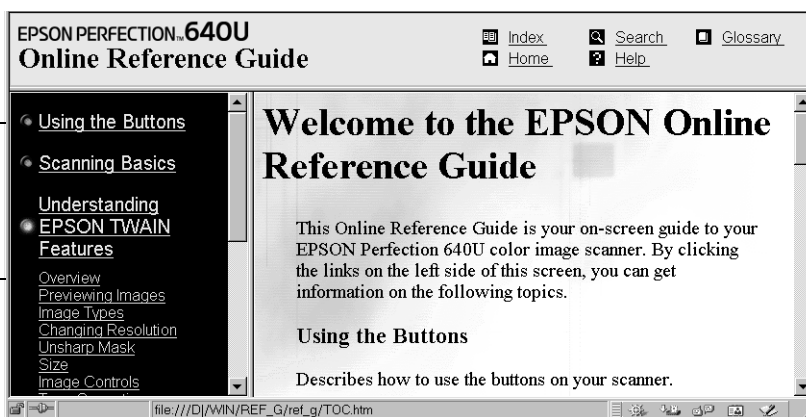 EPSON PERFECTION™640U
Online Reference Guide
Index
Search
Glossary
Home
Help
Using the Buttons
Scanning Basics
Understanding
EPSON TWAIN
Features
Overview
Previewing Images
Image Types
Changing Resolution
Unsharp Mask
Size
Image Controls
Welcome to the EPSON Online
Reference Guide
This Online Reference Guide is your on-screen guide to your
EPSON Perfection 640U color image scanner. By clicking
the links on the left side of this screen, you can get
information on the following topics.
Using the Buttons
Describes how to use the buttons on your scanner.
file:///D|/WIN/REF_G/ref_g/TOC.htm